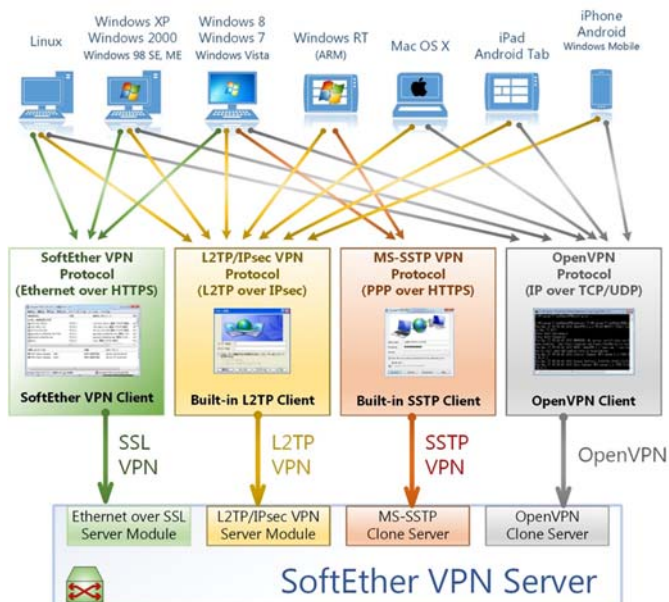 Linux
Windows XP
Windows 2000
Windows 98 SE, ME
Windows 8
Windows 7
Windows Vista
Windows RT
(ARM)
Mac OS X
iPad
Android Tab
iPhone
Android
Windows Mobile
SoftEther VPN
Protocol
(Ethernet over HTTPS)
SoftEther VPN Client
L2TP/IPsec VPN
Protocol
(L2TP over IPsec)
Built-in L2TP Client
MS-SSTP VPN
Protocol
(PPP over HTTPS)
Built-in SSTP Client
OpenVPN
Protocol
(IP over TCP/UDP)
OpenVPN Client
SSL
VPN
L2TP
VPN
SSTP
VPN
OpenVPN
Ethernet over SSL
Server Module
L2TP/IPsec VPN
Server Module
MS-SSTP
Clone Server
OpenVPN
Clone Server
SoftEther VPN Server